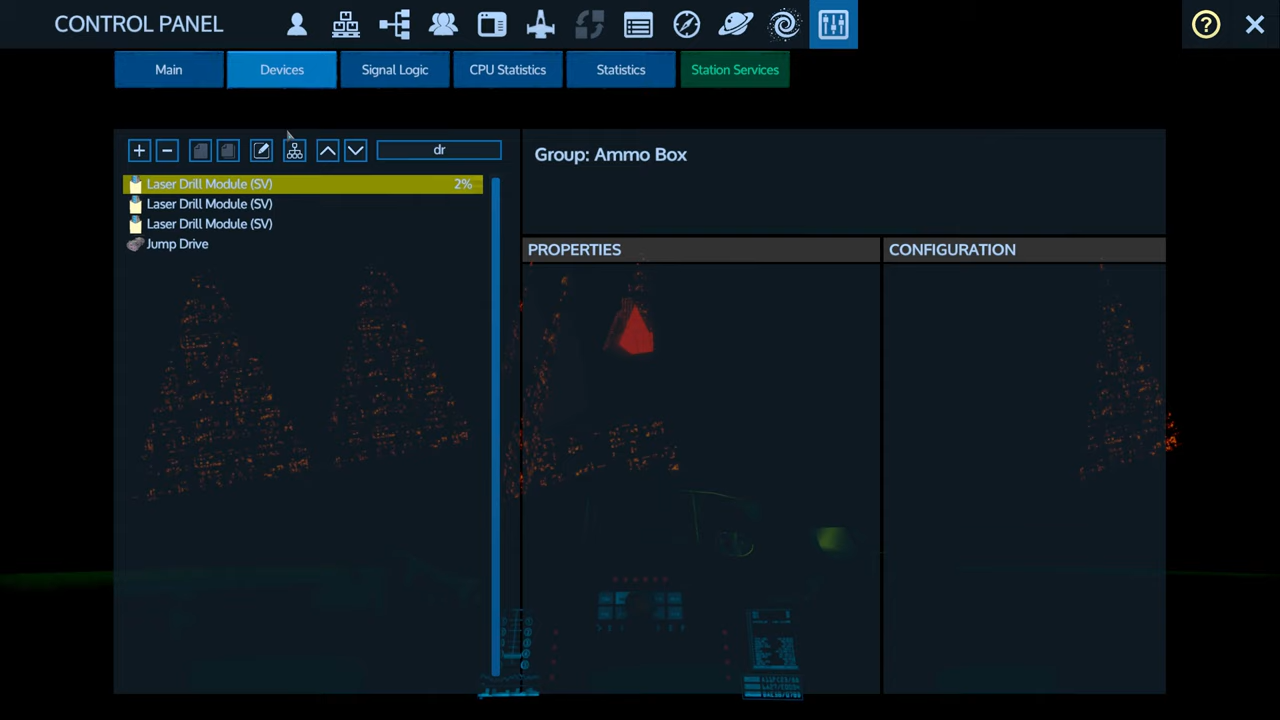 CONTROL PANEL
?
Main
Devices
Signal Logic
CPU Statistics
Statistics
Station Services
dr
Group: Ammo Box
Laser Drill Module (SV) 2%
Laser Drill Module (SV)
Laser Drill Module (SV)
Jump Drive
PROPERTIES
CONFIGURATION